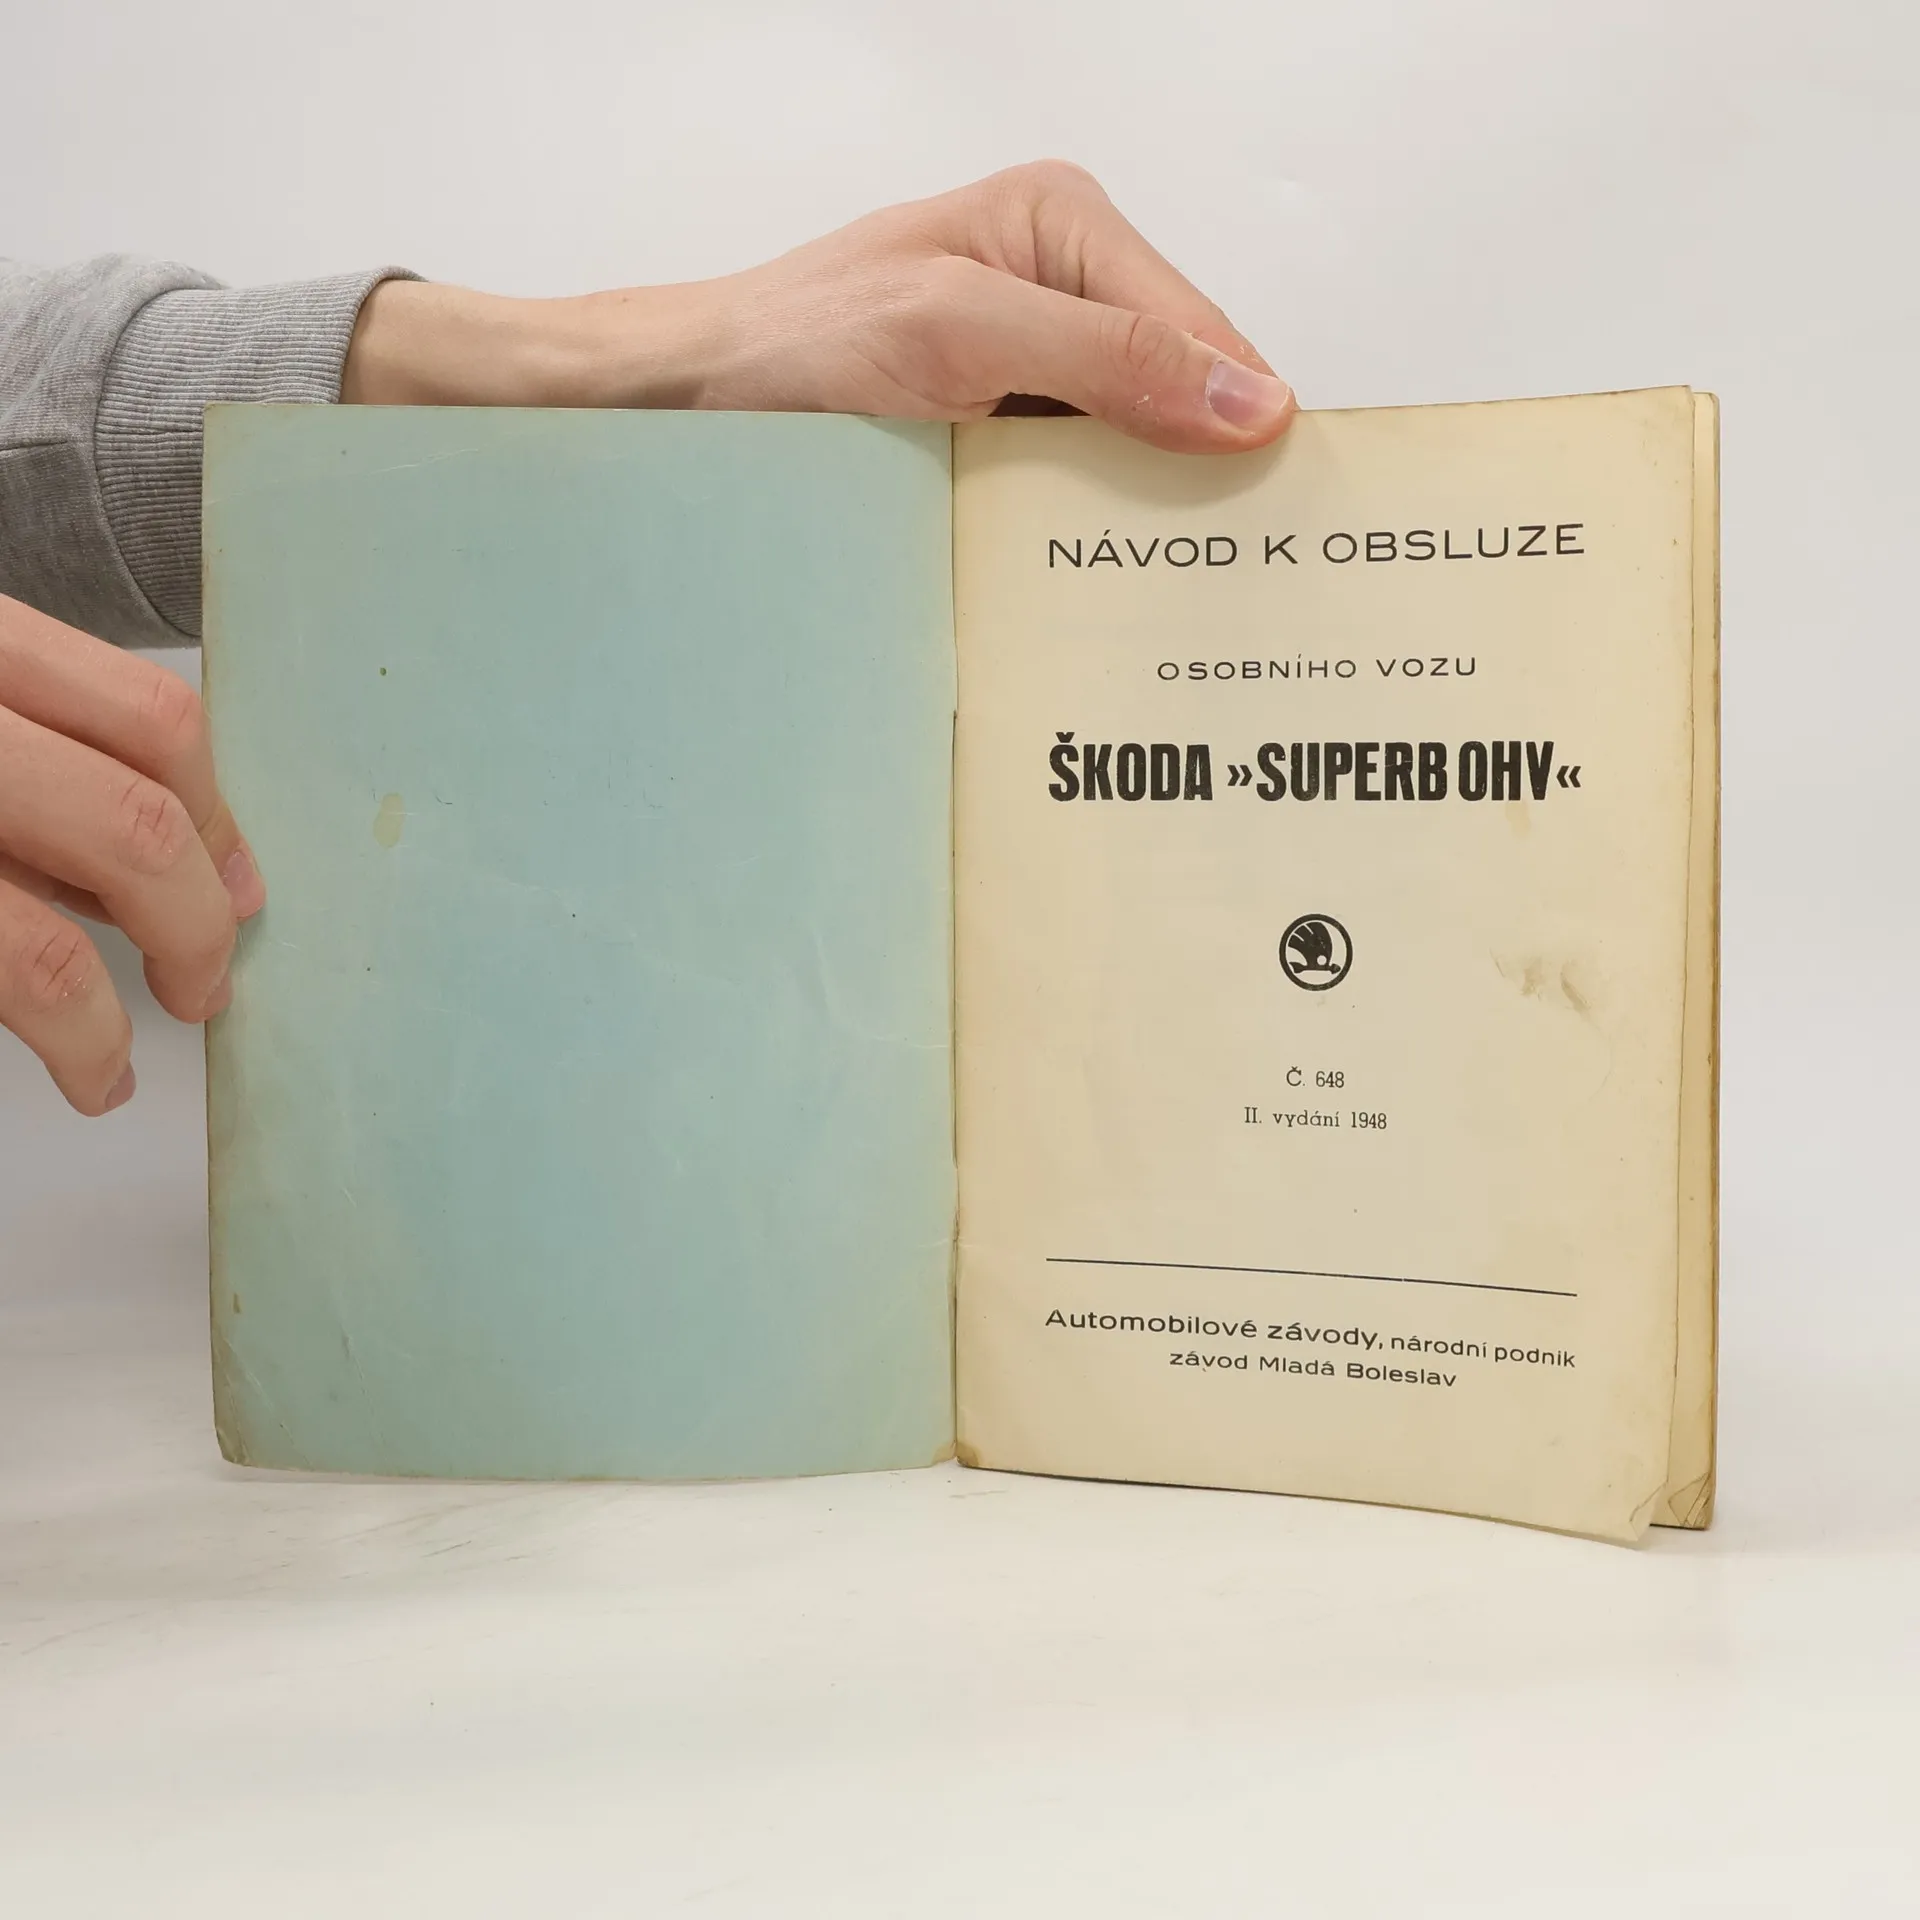 NÁVOD K OBSLUZE
OSOBNÍHO VOZU
ŠKODA »SUPERB OHV«
Č. 648
II. vydání 1948
Automobilové závody, národní podnik
závod Mladá Boleslav